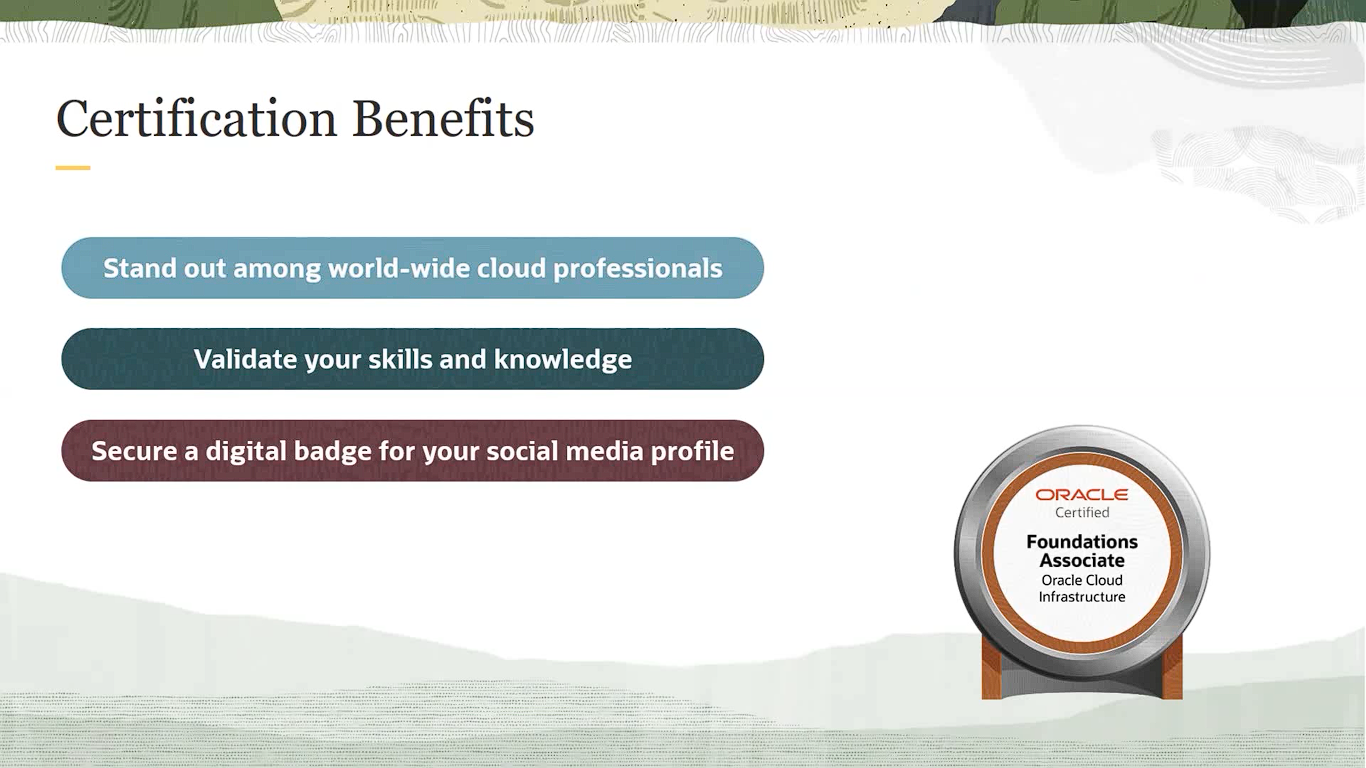 Certification Benefits
Stand out among world-wide cloud professionals
Validate your skills and knowledge
Secure a digital badge for your social media profile
ORACLE
Certified
Foundations
Associate
Oracle Cloud
Infrastructure